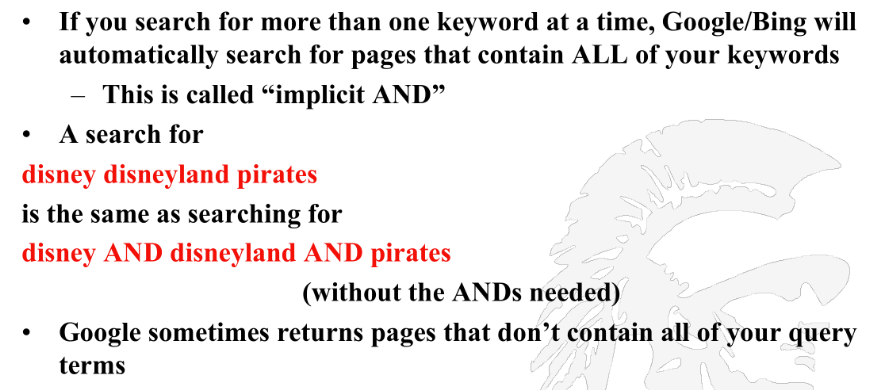 • If you search for more than one keyword at a time, Google/Bing will
automatically search for pages that contain ALL of your keywords
– This is called “implicit AND”
• A search for
disney disneyland pirates
is the same as searching for
disney AND disneyland AND pirates
(without the ANDs needed)
• Google sometimes returns pages that don’t contain all of your query
terms